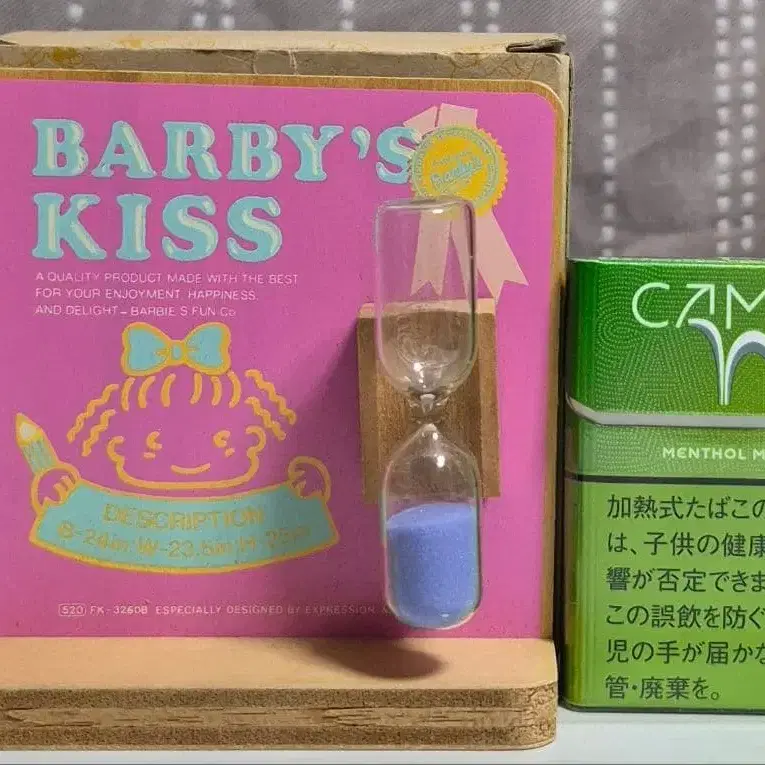 BARBY'S
KISS
A QUALITY PRODUCT MADE WITH THE BEST
FOR YOUR ENJOYMENT, HAPPINESS,
AND DELIGHT – BARBIE S FUN Co
DESCRIPTION
520 FK-3260B ESPECIALLY DESIGNED BY EXPRESSION
CAM
MENTHOL M
加熱式たばこの
は、子供の健康
響が否定できま
この誤飲を防ぐ
児の手が届かな
管・廃棄を。